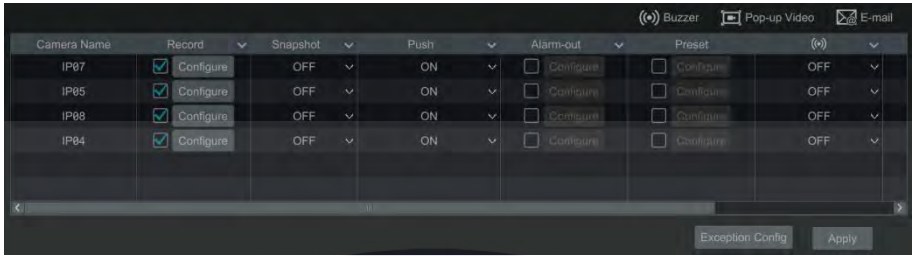 Buzzer Pop-up Video E-mail
Camera Name Record Snapshot Push Alarm-out Preset
IP07 Configure OFF ON Configure Configure OFF
IP05 Configure OFF ON Configure Configure OFF
IP08 Configure OFF ON Configure Configure OFF
IP04 Configure OFF ON Configure Configure OFF
Exception Config Apply